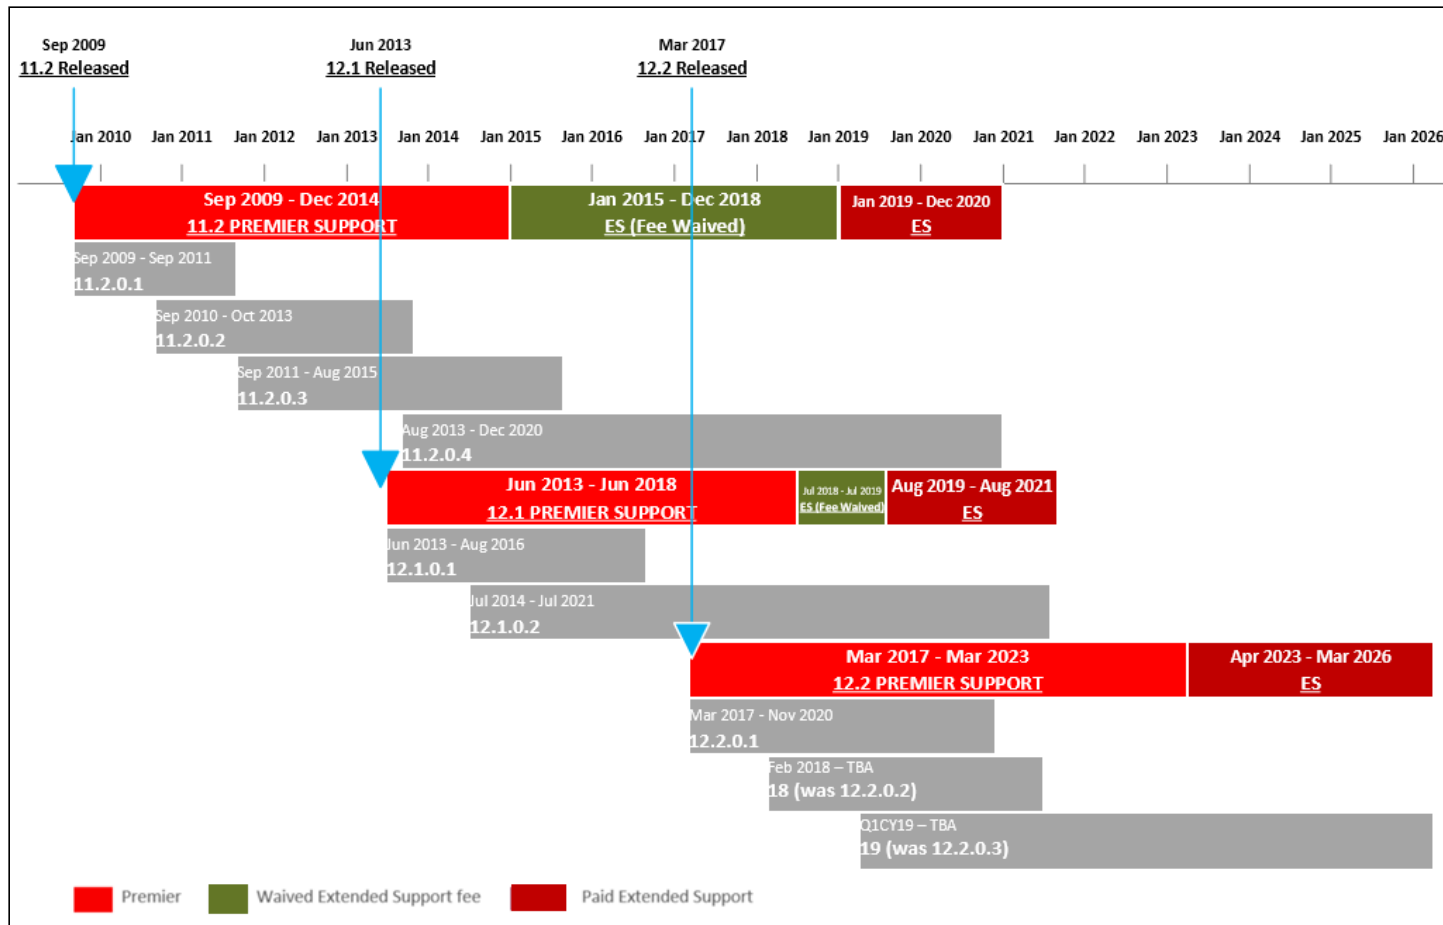 Sep 2009
11.2 Released
Jun 2013
12.1 Released
Mar 2017
12.2 Released
Jan 2010 Jan 2011 Jan 2012 Jan 2013 Jan 2014 Jan 2015 Jan 2016 Jan 2017 Jan 2018 Jan 2019 Jan 2020 Jan 2021 Jan 2022 Jan 2023 Jan 2024 Jan 2025 Jan 2026
Sep 2009 - Dec 2014
11.2 PREMIER SUPPORT
Jan 2015 - Dec 2018
ES (Fee Waived)
Jan 2019 - Dec 2020
ES
Sep 2009 - Sep 2011
11.2.0.1
Sep 2010 - Oct 2013
11.2.0.2
Sep 2011 - Aug 2015
11.2.0.3
Aug 2013 - Dec 2020
11.2.0.4
Jun 2013 - Jun 2018
12.1 PREMIER SUPPORT
Jul 2018 - Jul 2019
ES (Fee Waived)
Aug 2019 - Aug 2021
ES
Jun 2013 - Aug 2016
12.1.0.1
Jul 2014 - Jul 2021
12.1.0.2
Mar 2017 - Mar 2023
12.2 PREMIER SUPPORT
Apr 2023 - Mar 2026
ES
Mar 2017 - Nov 2020
12.2.0.1
Feb 2018 – TBA
18 (was 12.2.0.2)
Q1CY19 – TBA
19 (was 12.2.0.3)
Premier
Waived Extended Support fee
Paid Extended Support